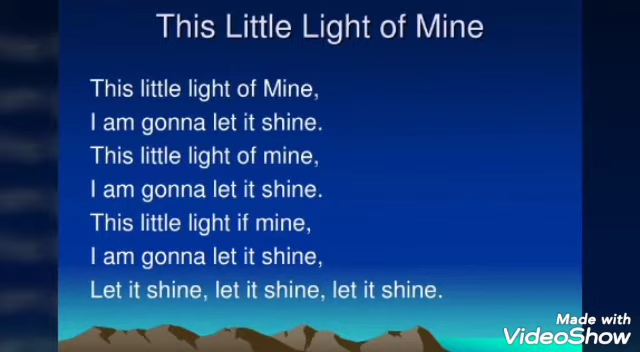 This Little Light of Mine
This little light of Mine,
I am gonna let it shine.
This little light of mine,
I am gonna let it shine.
This little light if mine,
I am gonna let it shine,
Let it shine, let it shine, let it shine.
Made with
VideoShow